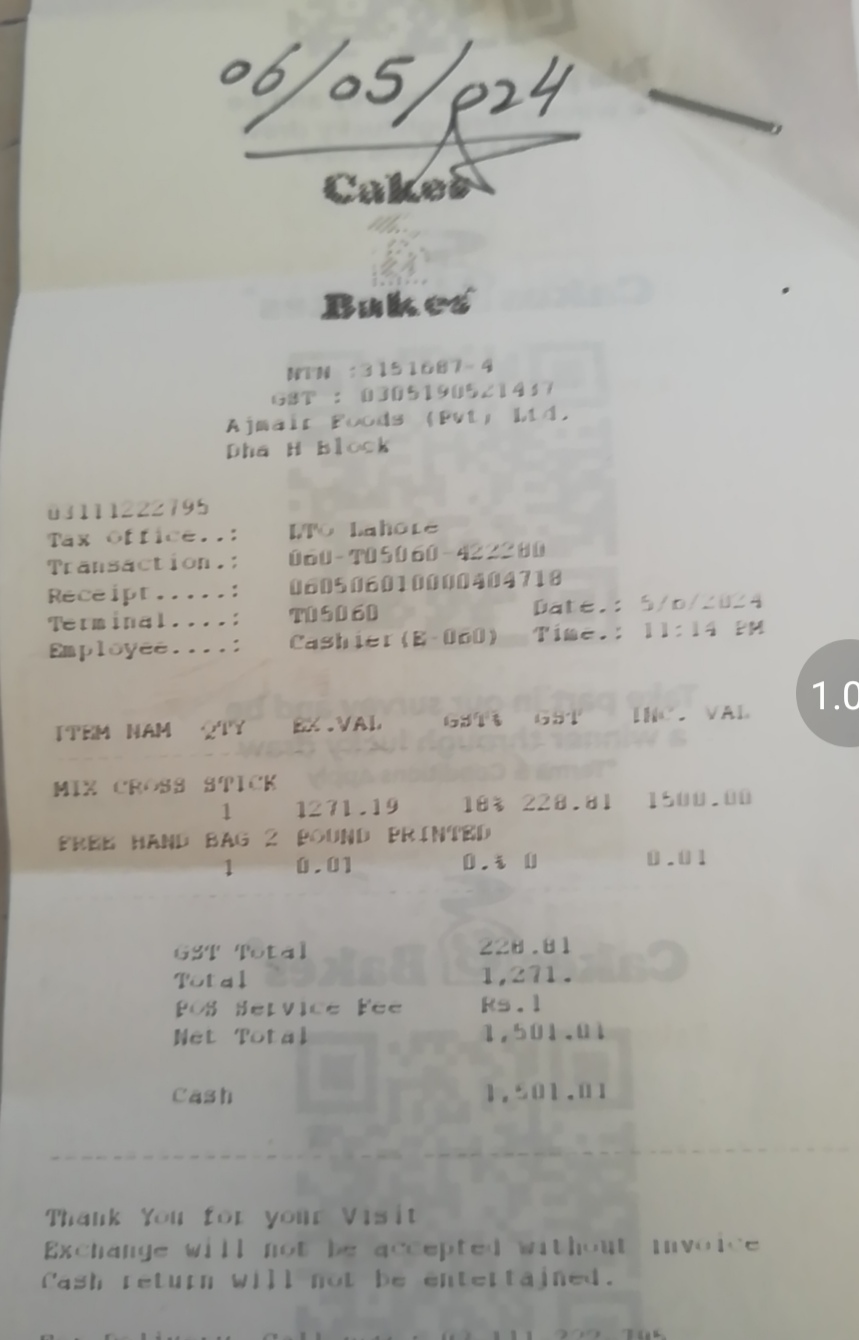 06/05/2024
Cakes
Bakes
NTN :3151687-4
GST : 0305190521437
Ajmair Foods (Pvt) Ltd.
Dha H Block
03111222795
Tax Office..: LTO Lahore
Transaction.: 060-T05060-422280
Receipt.....: 060506010000404718
Terminal....: T05060 Date.: 5/6/2024
Employee....: Cashier(E-060) Time.: 11:14 PM
ITEM NAM QTY EX.VAL GST% GST INC. VAL
MIX CROSS STICK
1 1271.19 18% 228.81 1500.00
FREE HAND BAG 2 POUND PRINTED
1 0.01 0.% 0 0.01
GST Total 228.81
Total 1,271.
POS Service Fee Rs.1
Net Total 1,501.01
Cash 1,501.01
Thank You for your Visit
Exchange will not be accepted without invoice
Cash return will not be entertained.
1.0